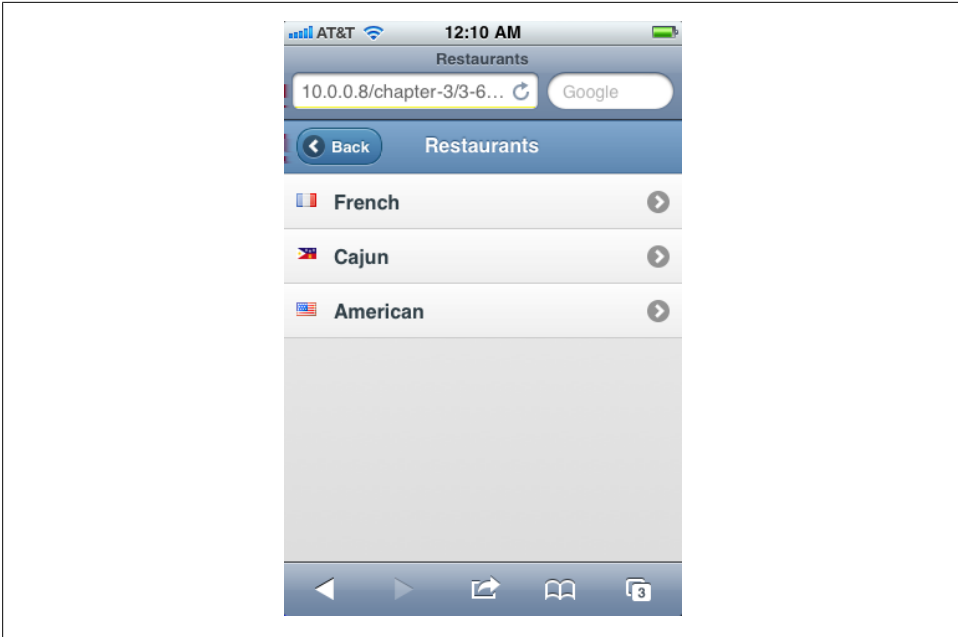 AT&T 12:10 AM
Restaurants
10.0.0.8/chapter-3/3-6... Google
Back Restaurants
French
Cajun
American
3